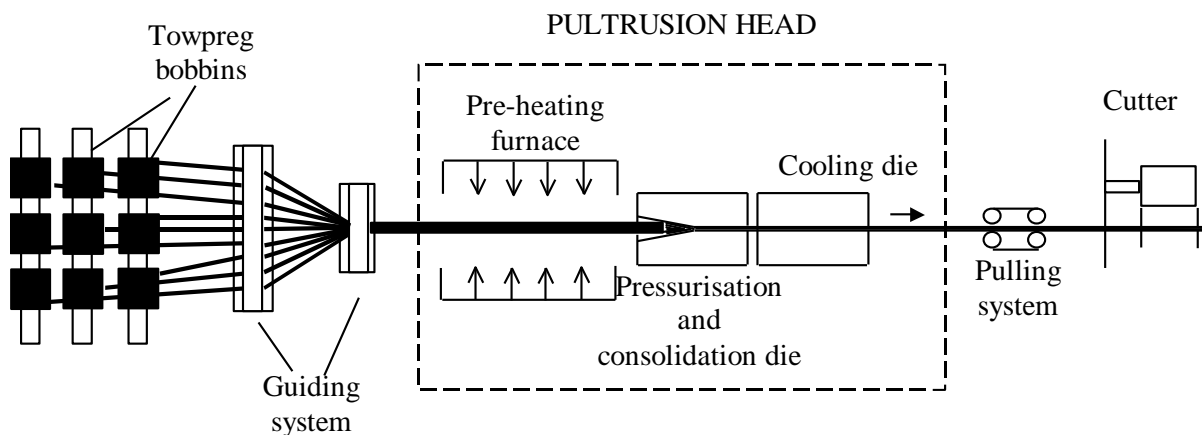 PULTRUSION HEAD
Towpreg
bobbins
Pre-heating
furnace
Cutter
Cooling die
Pressurisation
and
consolidation die
Pulling
system
Guiding
system